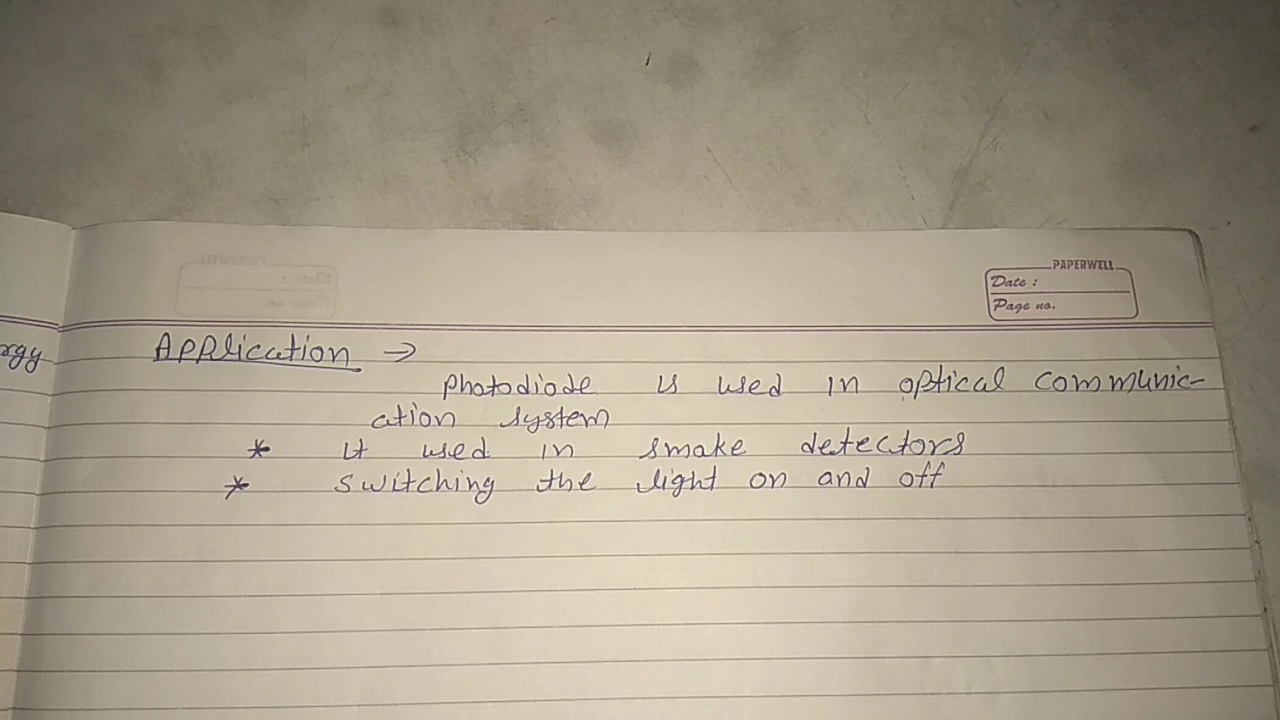 PAPERWELL
Date :
Page no.
Application →
photodiode is used in optical communic-
ation system
* it used in smake detectors
* switching the light on and off